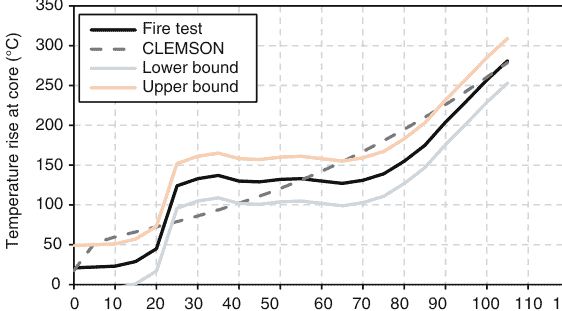 350
300
250
200
150
100
50
0
Temperature rise at core (°C)
Fire test
CLEMSON
Lower bound
Upper bound
0 10 20 30 40 50 60 70 80 90 100 110